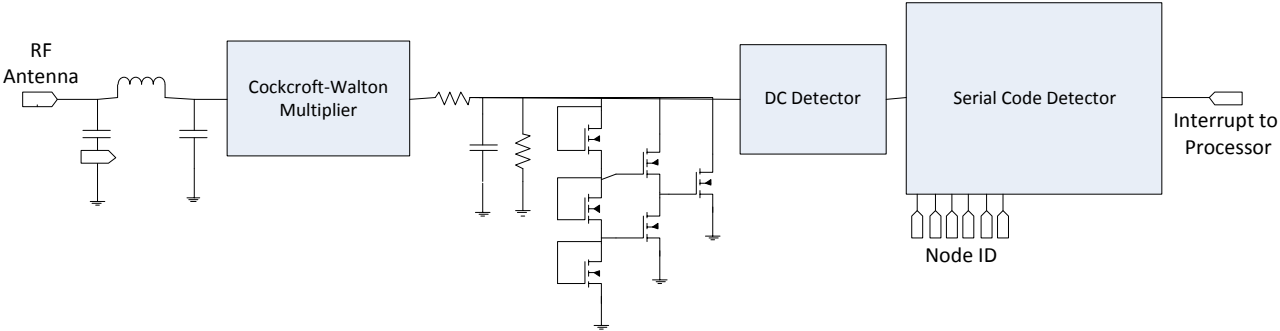 RF
Antenna
Cockcroft-Walton
Multiplier
DC Detector
Serial Code Detector
Interrupt to
Processor
Node ID